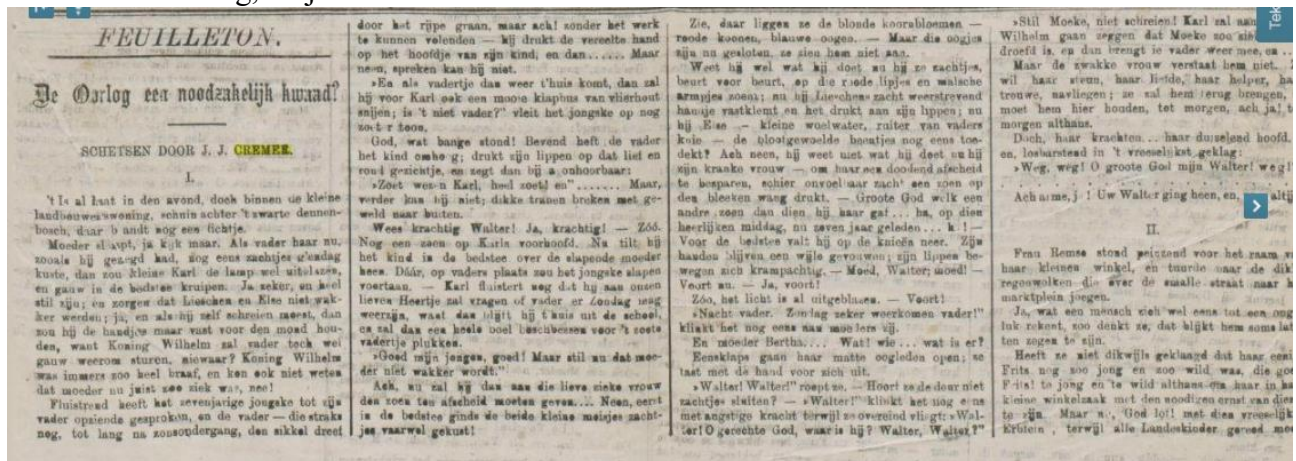 FEUILLETON.
De Oorlog een noodzakelijk kwaad?
SCHETSEN DOOR J. J. CREMER.
I.
't Is al laat in den avond, doch binnen de kleine
landbouwerswoning, schuin achter 't zwarte dennen-
bosch, daar brandt nog een lichtje.
Moeder slaapt, ja kijk maar. Als vader haar nu,
zooals hij gezegd had, nog eens zachtjes g'endag
kuste, dan zou kleine Karl de lamp wel uitblazen,
en gauw in de bedstee kruipen. Ja zeker, en heel
stil zijn; en zorgen dat Lieschen en Else niet wak-
ker werden; ja, en als hij zelf schreien moest, dan
zou hij de handjes maar vast voor den mond hou-
den, want Koning Wilhelm zal vader toch wel
gauw weerom sturen, niewaar? Koning Wilhelm
was immers zoo heel braaf, en kon ook niet weten
dat moeder nu juist zoo ziek was, nee!
Fluistrend heeft het zevenjarige jongske tot zijn
vader opziende gesproken, en de vader — die straks
nog, tot lang na zonsondergang, den sikkel dreef
door het rijpe graan, maar ach! zonder het werk
te kunnen volenden — hij drukt de vereelte hand
op het hoofdje van zijn kind, en dan...... Maar
neen, spreken kan hij niet.
»En als vadertje dan weer t'huis komt, dan zal
hij voor Karl ook een mooie klaphus van vlierhout
snijen; is 't niet vader?" vleit het jongske op nog
zoeter toon.
God, wat bange stond! Bevend heft de vader
het kind omhoog; drukt zijn lippen op dat lief en
rond gezichtje, en zegt dan bijna onhoorbaar:
»Zoet wezen Karl, heel zoet! en"....... Maar,
verder kan hij niet; dikke tranen breken met ge-
weld naar buiten.
Wees krachtig Walter! Ja, krachtig! — Zóó.
Nog een zoen op Karls voorhoofd. Nu tilt hij
het kind in de bedstee over de slapende moeder
heen. Dáár, op vaders plaats zou het jongske slapen
voortaan. — Karl fluistert nog dat hij aan onzen
lieven Heertje zal vragen of vader er Zondag nog
weerzijn, want dan blijft hij t'huis uit de school,
en zal dan een heele boel boschbessen voor 't zoete
vadertje plukken.
»Goed mijn jongen, goed! Maar stil nu dat moe-
der niet wakker wordt."
Ach, nu zal hij dan aan die lieve zieke vrouw
den zoen ten afscheid moeten geven.... Neen, eerst
in de bedstee ginds de beide kleine meisjes zacht-
jes vaarwel gekust!
Zie, daar liggen ze de blonde koornbloemen —
roode koonen, blauwe oogen. — Maar die oogjes
zijn nu gesloten, ze zien hem niet aan.
Weet hij wel wat hij doet nu hij ze zachtjes,
beurt voor beurt, op die roode lipjes en malsche
armpjes zoent; nu hij Lieschens zacht weerstrevend
handje vastklemt en het drukt aan zijn lippen; nu
hij Else — kleine woelwater, ruiter van vaders
knie — de blootgewoelde beentjes nog eens toe-
dekt? Ach neen, hij weet niet wat hij doet nu hij
zijn kranke vrouw — om haar een doodend afscheid
te besparen, schier onvoelbaar zacht een zoen op
den bleeken wang drukt. — Groote God welk een
andre zoen dan dien hij haar gaf... ha, op dien
heerlijken middag, nu zeven jaar geleden... —
Voor de bedstee valt hij op de knieën neer. Zijn
handen blijven een wijle gevouwen; zijn lippen be-
wegen zich krampachtig. — Moed, Walter; moed! —
Voort nu. — Ja, voort!
Zóo, het licht is al uitgeblazen. — Voort!
»Nacht vader. Zondag zeker weerkomen vader!"
klinkt het nog eens aan moeders zij.
En moeder Bertha.... Wat! wie... wat is er?
Eensklaps gaan haar matte oogleden open; ze
tast met de hand voor zich uit.
»Walter! Walter!" roept ze. — Hoort ze de deur niet
zachtjes sluiten? — »Walter!" klinkt het nog eens
met angstige kracht terwijl ze overeind vliegt: »Wal-
ter! O gerechte God, waar is hij? Walter, Walter?"
»Stil Moeke, niet schreien! Karl zal aan
Wilhelm gaan zeggen dat Moeke zoo
droefd is, en dan brengt ie vader weer mee, en ...
Maar de zwakke vrouw verstaat hem niet.
wil haar steun, haar liefde, haar helper,
trouwe, navliegen; ze zal hem terug brengen,
moet hem hier houden, tot morgen, ach ja!
morgen althans.
Doch, haar krachten... haar duizelend hoofd.
en, losbarstend in 't vreeselijkst geklag:
»Weg, weg! O groote God mijn Walter! weg!"
Ach arme, ja! Uw Walter ging heen, en,
II.
Frau Remse stond peinzend voor het raam
haar kleinen winkel, en tuurde naar de
regenwolken die over de smalle straat naar
marktplein joegen.
Ja, wat een mensch zich wel eens tot een
luk rekent, zoo denkt ze, dat blijkt hem soms
ten zegen te zijn.
Heeft ze niet dikwijls geklaagd dat haar
Frits nog zoo jong en zoo wild was, die
Frits! te jong en te wild althans om haar in
kleine winkelzaak met den noodigen ernst van
te zijn. Maar nu, God lof! met dien
terwijl alle Landeskinder gereed